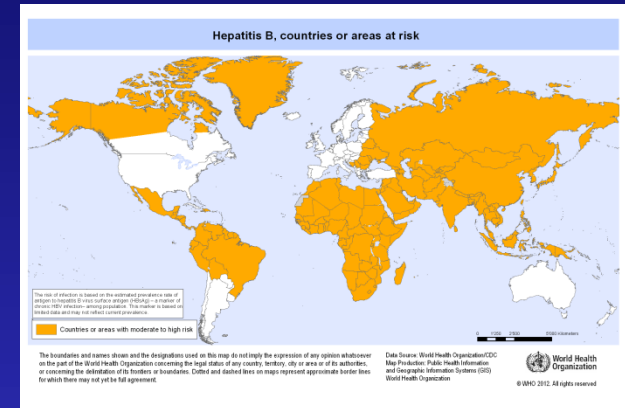 Hepatitis B, countries or areas at risk
The risk of infection is based on the estimated prevalence rate of
antigen to hepatitis B virus surface antigen (HBsAg) – a marker of
chronic HBV infection– among population. This marker is based on
limited data and may not reflect current prevalence.
Countries or areas with moderate to high risk
Kilometers
The boundaries and names shown and the designations used on this map do not imply the expression of any opinion whatsoever
on the part of the World Health Organization concerning the legal status of any country, territory, city or area or of its authorities,
or concerning the delimitation of its frontiers or boundaries. Dotted and dashed lines on maps represent approximate border lines
for which there may not yet be full agreement.
Data Source: World Health Organization/CDC
Map Production: Public Health Information
and Geographic Information Systems (GIS)
World Health Organization
World Health
Organization
© WHO 2012. All rights reserved